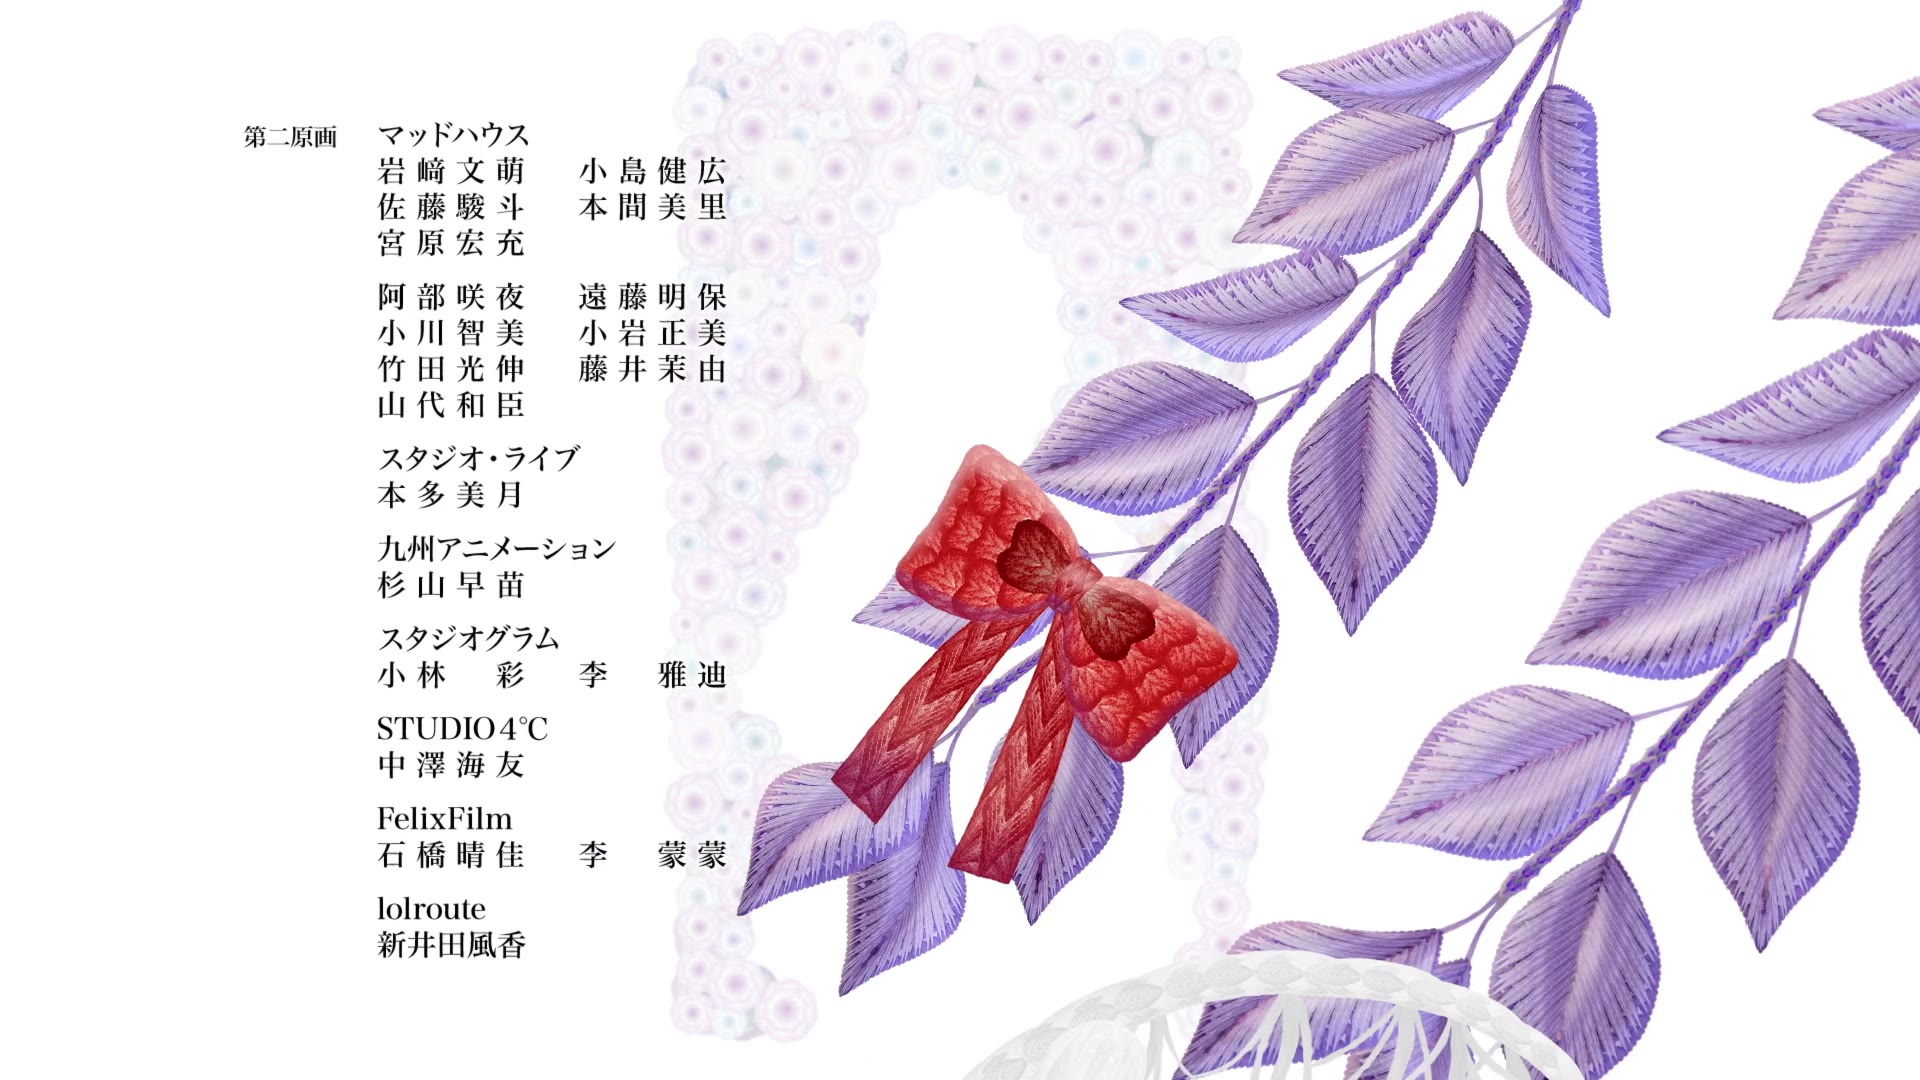 第二原画 マッドハウス
岩﨑文萌 小島健広
佐藤駿斗 本間美里
宮原宏充
阿部咲夜 遠藤明保
小川智美 小岩正美
竹田光伸 藤井茉由
山代和臣
スタジオ・ライブ
本多美月
九州アニメーション
杉山早苗
スタジオグラム
小林 彩 李 雅迪
STUDIO4℃
中澤海友
FelixFilm
石橋晴佳 李 蒙蒙
lolroute
新井田風香